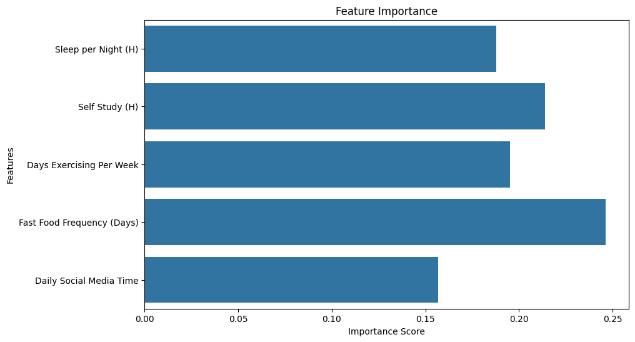 Feature Importance
Sleep per Night (H)
Self Study (H)
Days Exercising Per Week
Fast Food Frequency (Days)
Daily Social Media Time
Features
0.00 0.05 0.10 0.15 0.20 0.25
Importance Score